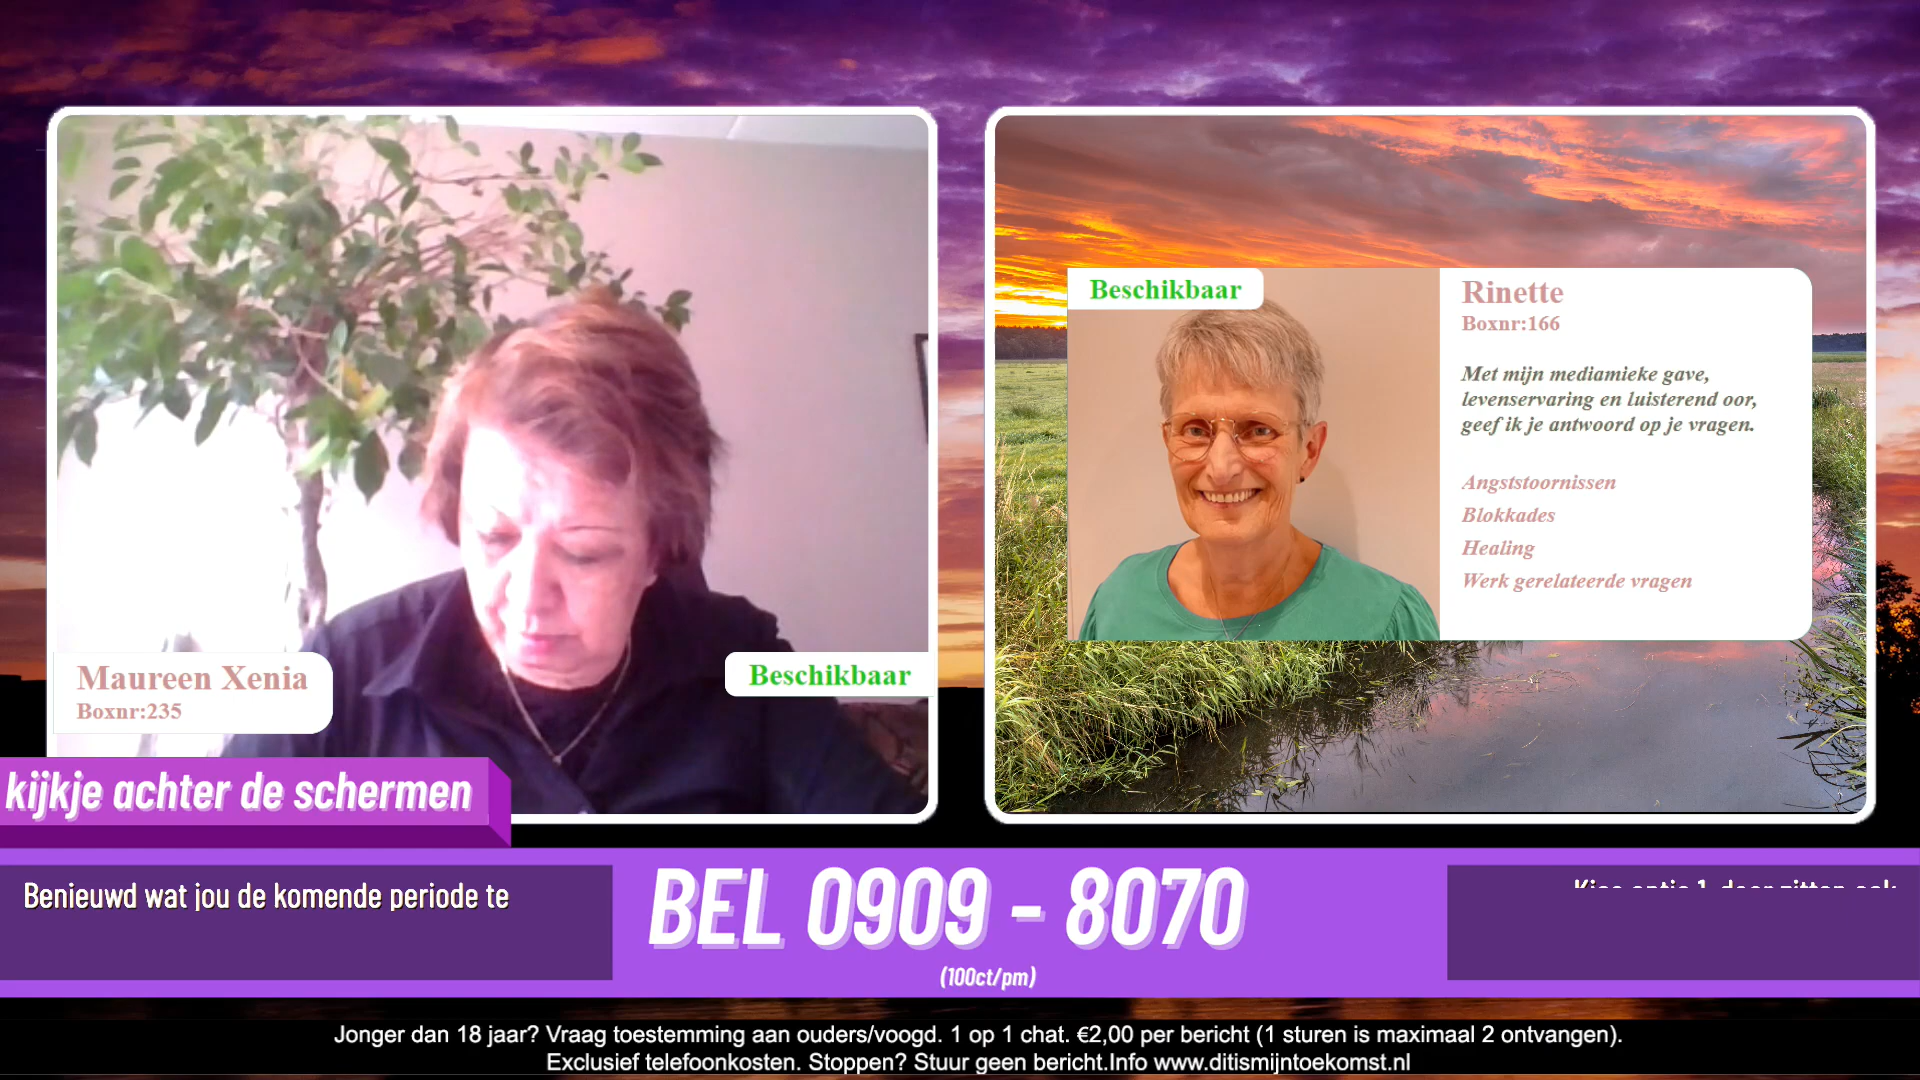 Maureen Xenia
Boxnr:235
Beschikbaar
Beschikbaar
Rinette
Boxnr:166
Met mijn mediamieke gave,
levenservaring en luisterend oor,
geef ik je antwoord op je vragen.
Angststoornissen
Blokkades
Healing
Werk gerelateerde vragen
kijkje achter de schermen
Benieuwd wat jou de komende periode te
BEL 0909 - 8070
(100ct/pm)
Jonger dan 18 jaar? Vraag toestemming aan ouders/voogd. 1 op 1 chat. €2,00 per bericht (1 sturen is maximaal 2 ontvangen).
Exclusief telefoonkosten. Stoppen? Stuur geen bericht.Info www.ditismijntoekomst.nl